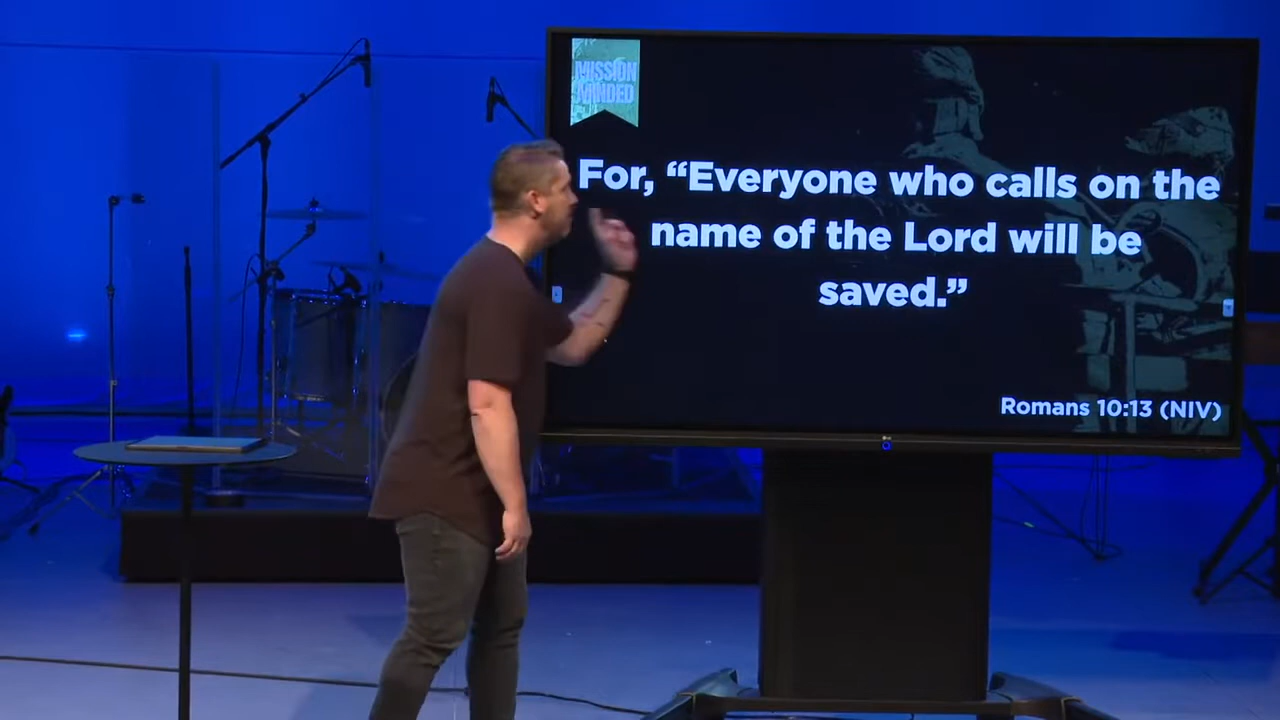 MISSION
MINDED
For, “Everyone who calls on the
name of the Lord will be
saved.”
Romans 10:13 (NIV)